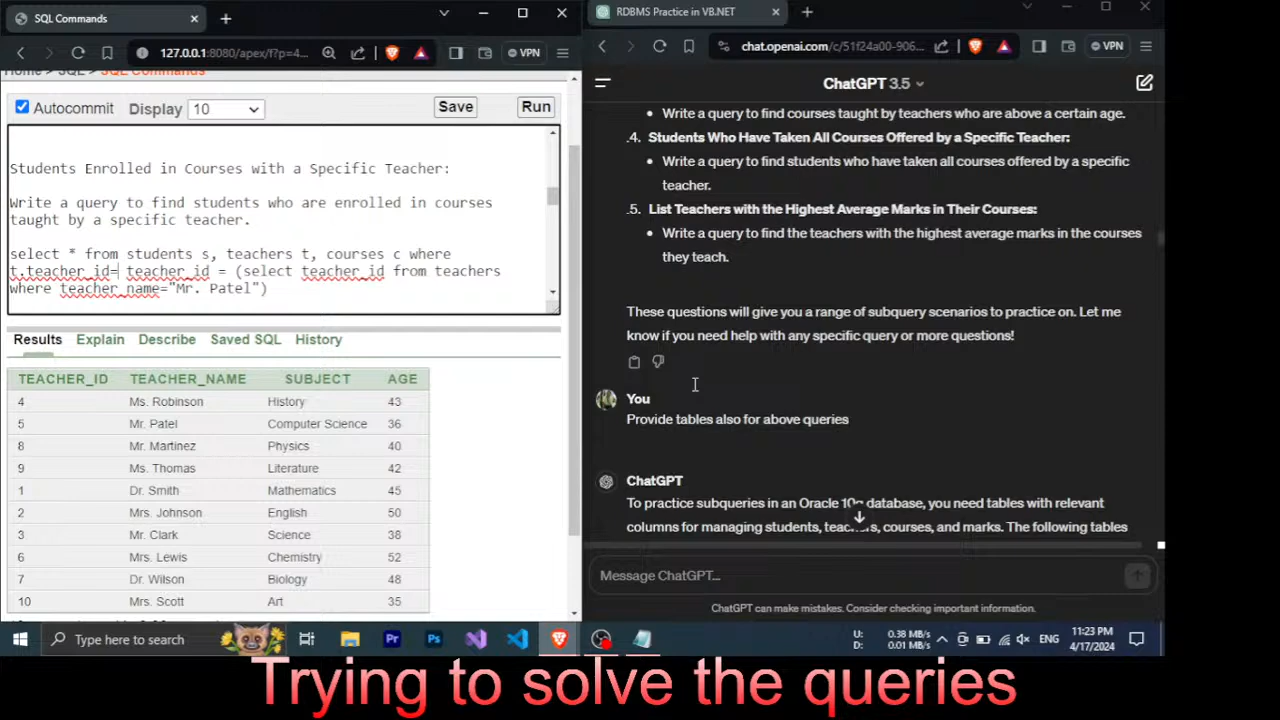 SQL Commands
127.0.0.1:8080/apex/f?p=4...
VPN
Home > SQL > SQL Commands
Autocommit Display 10 Save Run
Students Enrolled in Courses with a Specific Teacher:
Write a query to find students who are enrolled in courses
taught by a specific teacher.
select * from students s, teachers t, courses c where
t.teacher_id= teacher_id = (select teacher_id from teachers
where teacher_name="Mr. Patel")
Results Explain Describe Saved SQL History
TEACHER_ID TEACHER_NAME SUBJECT AGE
4 Ms. Robinson History 43
5 Mr. Patel Computer Science 36
8 Mr. Martinez Physics 40
9 Ms. Thomas Literature 42
1 Dr. Smith Mathematics 45
2 Mrs. Johnson English 50
3 Mr. Clark Science 38
6 Mrs. Lewis Chemistry 52
7 Dr. Wilson Biology 48
10 Mrs. Scott Art 35
RDBMS Practice in VB.NET
chat.openai.com/c/51f24a00-906...
VPN
ChatGPT 3.5
• Write a query to find courses taught by teachers who are above a certain age.
.4. Students Who Have Taken All Courses Offered by a Specific Teacher:
• Write a query to find students who have taken all courses offered by a specific
teacher.
.5. List Teachers with the Highest Average Marks in Their Courses:
• Write a query to find the teachers with the highest average marks in the courses
they teach.
These questions will give you a range of subquery scenarios to practice on. Let me
know if you need help with any specific query or more questions!
You
Provide tables also for above queries
ChatGPT
To practice subqueries in an Oracle 10g database, you need tables with relevant
columns for managing students, teachers, courses, and marks. The following tables
Message ChatGPT...
ChatGPT can make mistakes. Consider checking important information.
Type here to search
Pr
Ps
U: 0.38 MB/s
D: 0.01 MB/s
ENG
11:23 PM
4/17/2024
Trying to solve the queries